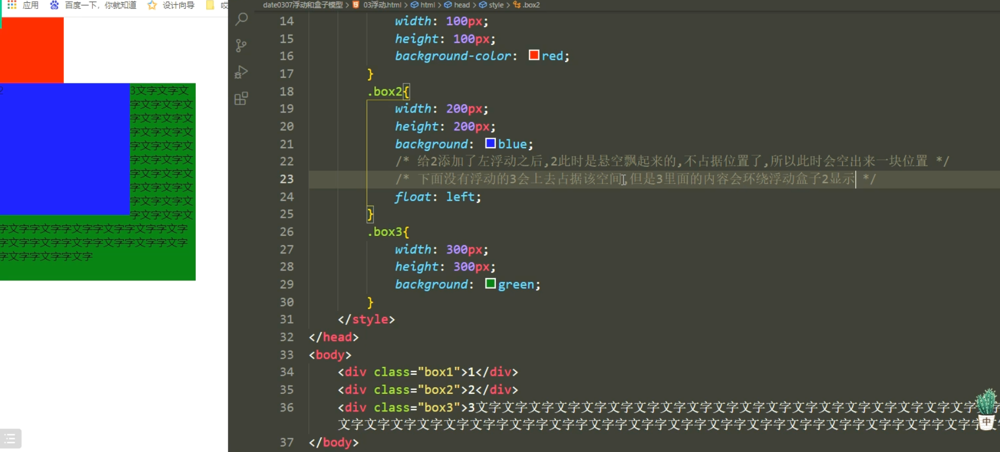 应用
百度一下，你就知道
设计向导
2
3文字文字文
字文字文字文
字文字文字文
字文字文字文
字文字文字文
字文字文字文
字文字文字文
字文字文字文
字文字文字文
字文字文字文
字文字文字文字文字文字文字文字文字
字文字文字文字文字文字文字文字文字
字文字文字文字文字
date0307浮动和盒子模型 > 03浮动.html > html > head > style > .box2
14 width: 100px;
15 height: 100px;
16 background-color: red;
17 }
18 .box2{
19 width: 200px;
20 height: 200px;
21 background: blue;
22 /* 给2添加了左浮动之后,2此时是悬空飘起来的,不占据位置了,所以此时会空出来一块位置 */
23 /* 下面没有浮动的3会上去占据该空间,但是3里面的内容会环绕浮动盒子2显示 */
24 float: left;
25 }
26 .box3{
27 width: 300px;
28 height: 300px;
29 background: green;
30 }
31 </style>
32 </head>
33 <body>
34 <div class="box1">1</div>
35 <div class="box2">2</div>
36 <div class="box3">3文字文字文字文字文字文字文字文字文字文字文字文字文字文字文字文字文字文字文字
文字文字文字文字文字文字文字文字文字文字文字文字文字文字文字文字文字文字文字文字文字文字文字文字
37 </body>
中